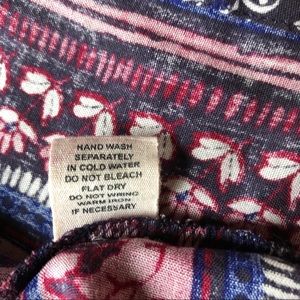 HAND WASH
SEPARATELY
IN COLD WATER
DO NOT BLEACH
FLAT DRY
DO NOT WRING
WARM IRON
IF NECESSARY